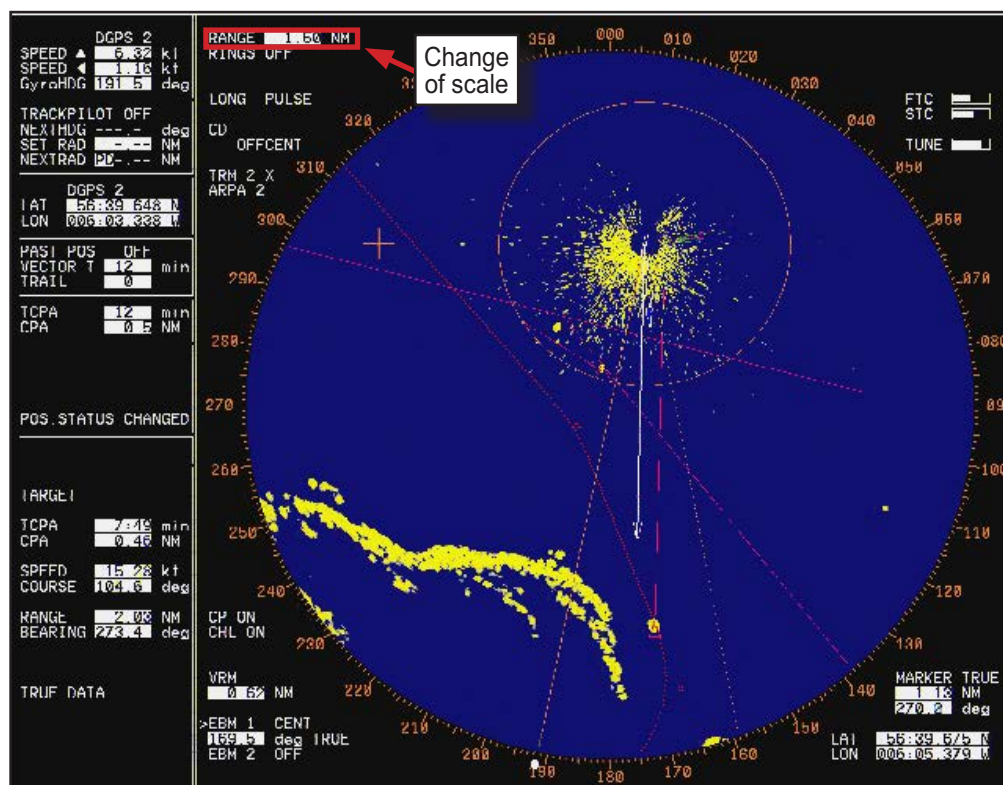 DGPS 2
SPEED ▲ 6.32 kt
SPEED ◄ 1.16 kt
GyroHDG 191.5 deg
TRACKPILOT OFF
NEXTHDG ---.- deg
SET RAD --.-- NM
NEXTRAD PD-.-- NM
DGPS 2
LAT 56:39.648 N
LON 006:03.338 W
PAST POS OFF
VECTOR T 12 min
TRAIL 0
TCPA 12 min
CPA 0.5 NM
POS.STATUS CHANGED
TARGET
TCPA 7:49 min
CPA 0.46 NM
SPEED 15.26 kt
COURSE 104.6 deg
RANGE 2.03 NM
BEARING 273.4 deg
TRUE DATA
RANGE 1.60 NM
RINGS OFF
Change
of scale
LONG PULSE
CD
OFFCENT
TRM 2 X
ARPA 2
CP ON
CHL ON
VRM
0.62 NM
>EBM 1 CENT
169.5 deg TRUE
EBM 2 OFF
FTC
STC
TUNE
350
000
010
020
030
040
050
060
070
080
090
100
110
120
130
140
150
160
170
180
190
200
210
220
230
240
250
260
270
280
290
300
310
320
MARKER TRUE
1.13 NM
270.0 deg
LAT 56:39.675 N
LON 006:05.379 W